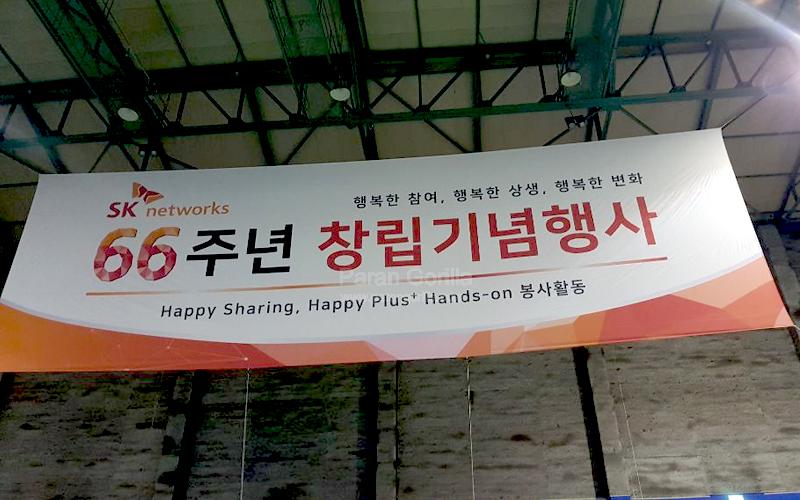 SK networks
행복한 참여, 행복한 상생, 행복한 변화
66주년 창립기념행사
Paran Gorilla
Happy Sharing, Happy Plus+ Hands-on 봉사활동